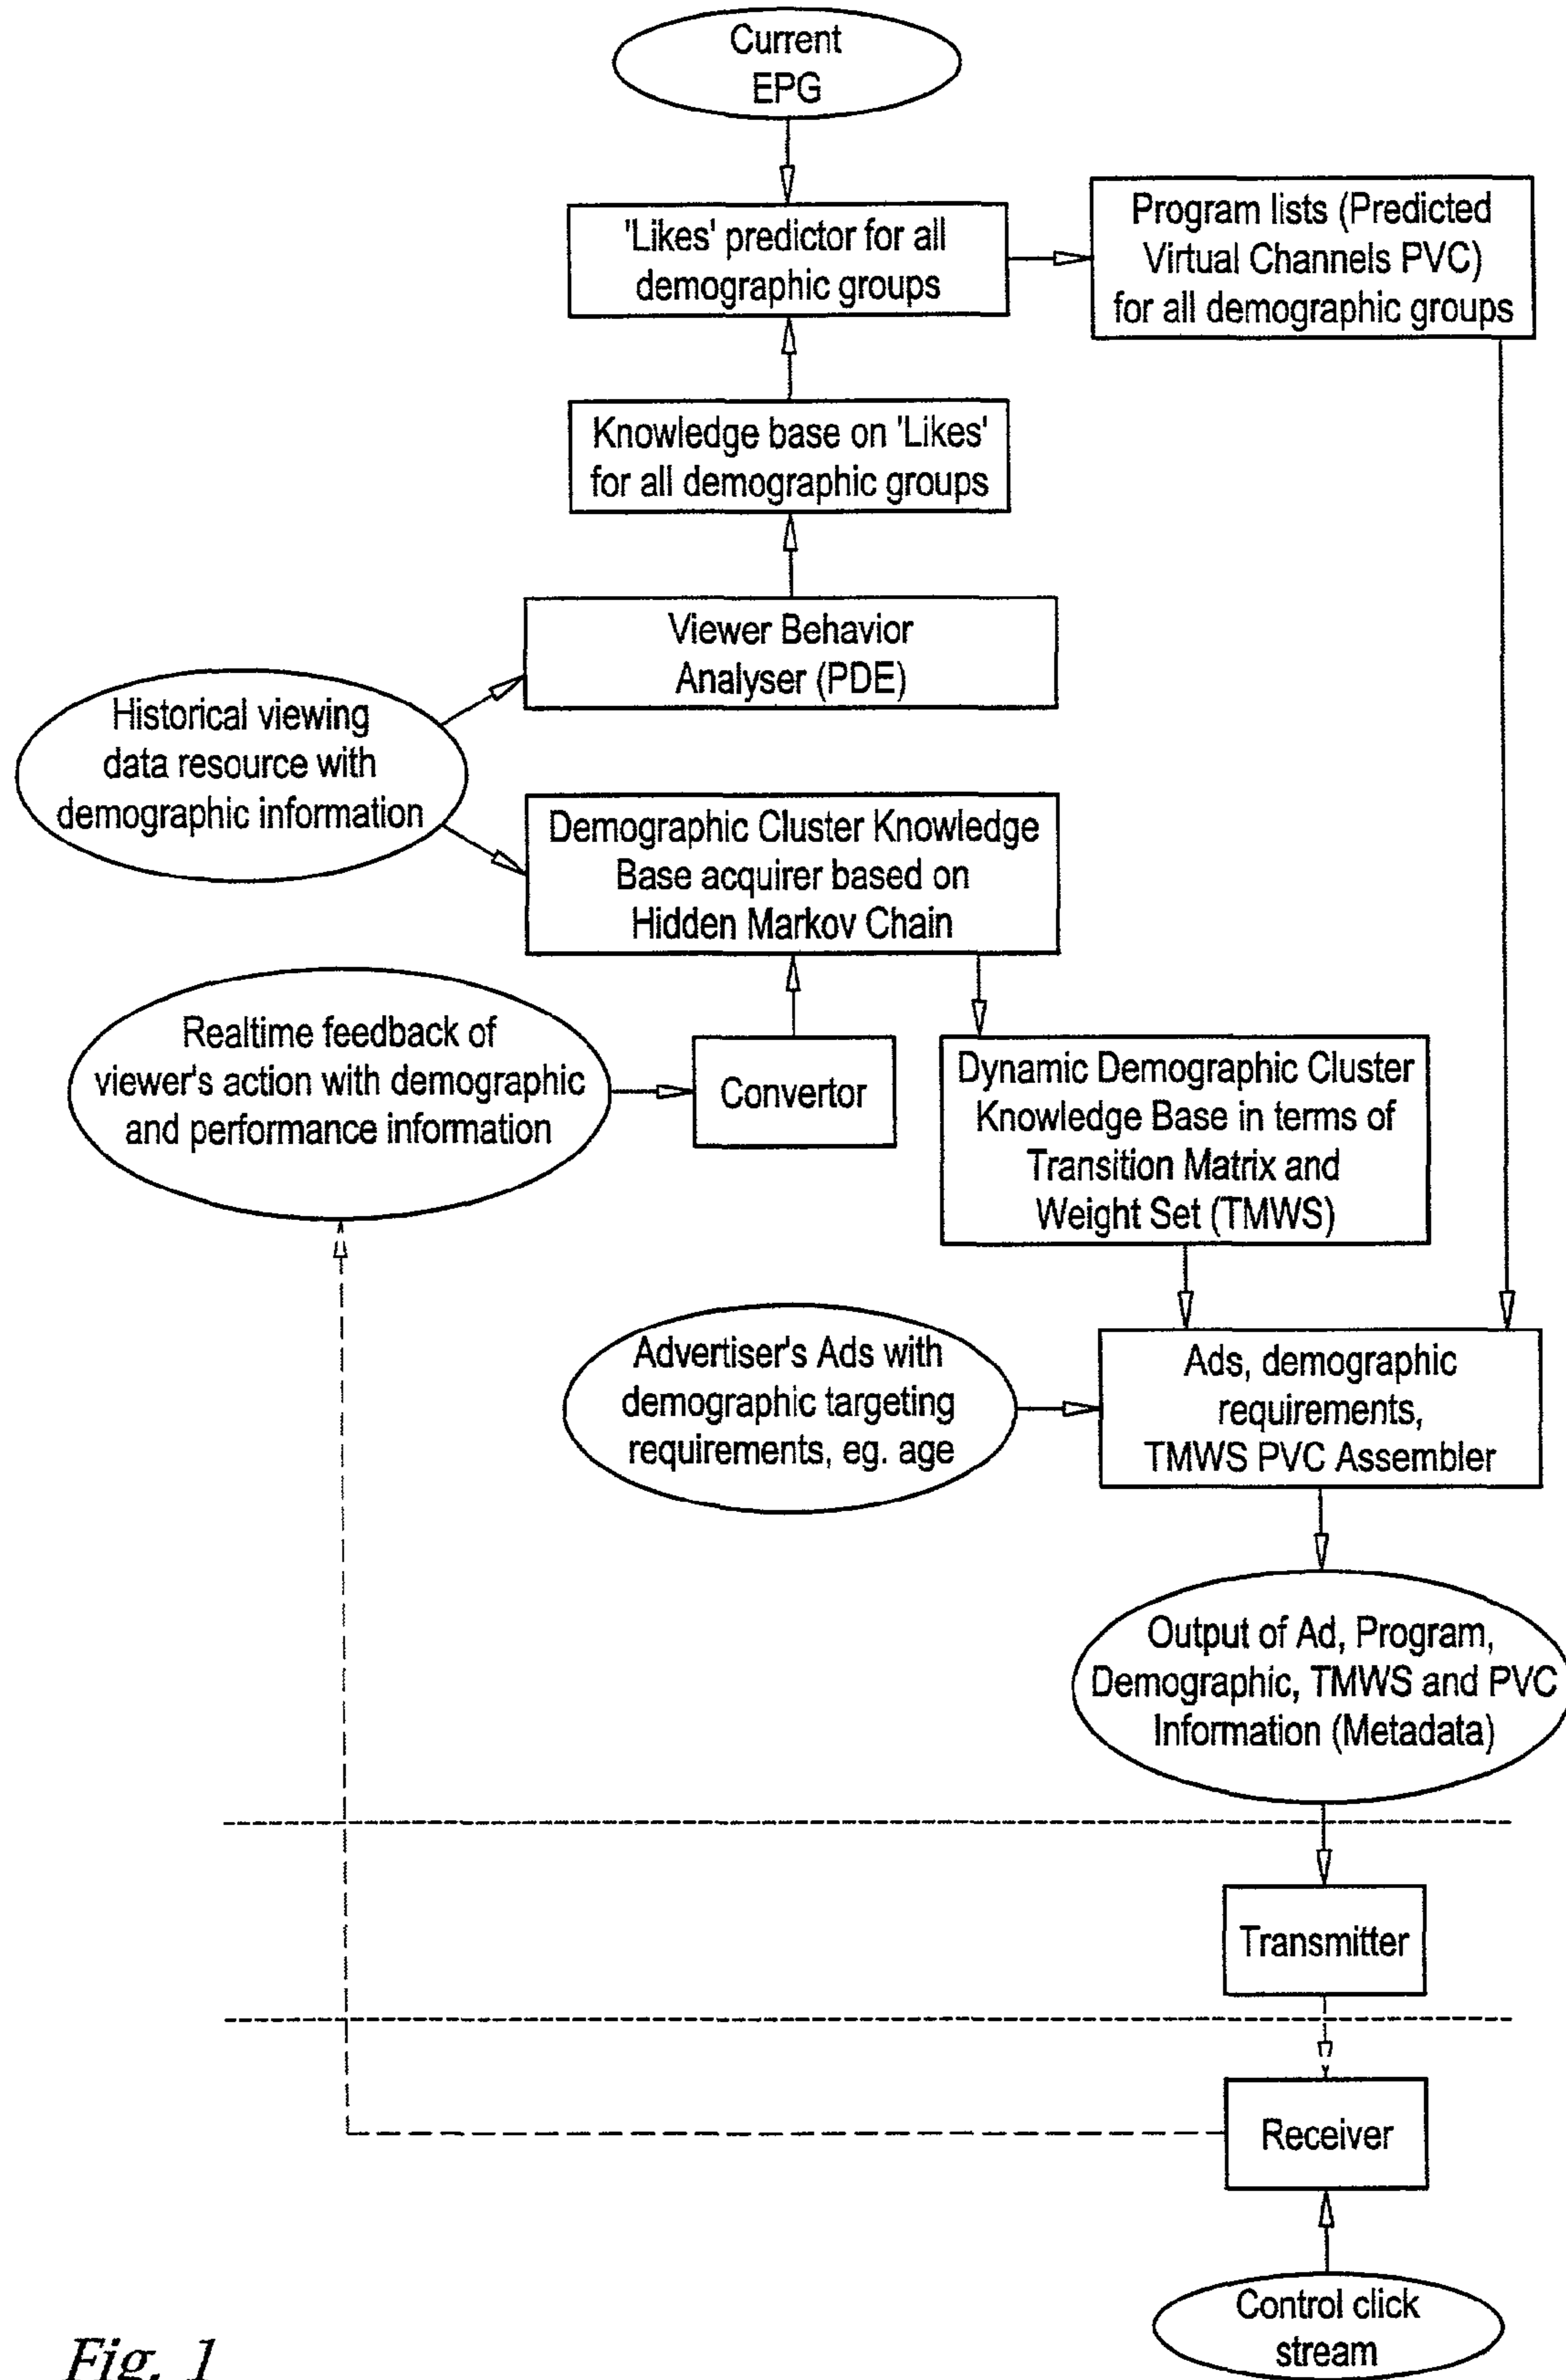 Current
EPG
'Likes' predictor for all
demographic groups
Program lists (Predicted
Virtual Channels PVC)
for all demographic groups
Knowledge base on 'Likes'
for all demographic groups
Viewer Behavior
Analyser (PDE)
Historical viewing
data resource with
demographic information
Demographic Cluster Knowledge
Base acquirer based on
Hidden Markov Chain
Realtime feedback of
viewer's action with demographic
and performance information
Convertor
Dynamic Demographic Cluster
Knowledge Base in terms of
Transition Matrix and
Weight Set (TMWS)
Advertiser's Ads with
demographic targeting
requirements, eg. age
Ads, demographic
requirements,
TMWS PVC Assembler
Output of Ad, Program,
Demographic, TMWS and PVC
Information (Metadata)
Transmitter
Receiver
Control click
stream
Fig. 1